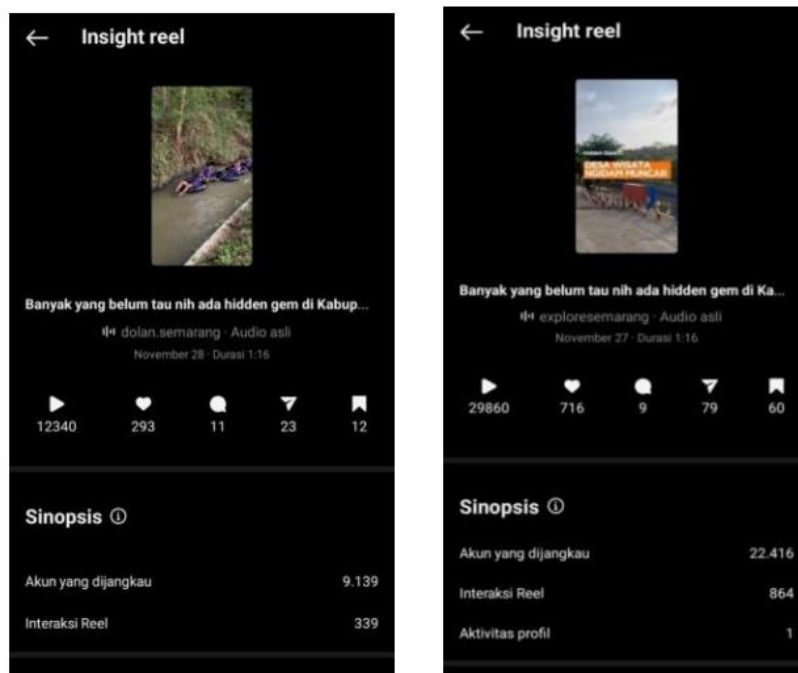 Insight reel
Banyak yang belum tau nih ada hidden gem di Kabup...
dolan.semarang · Audio asli
November 28 · Durasi 1:16
12340 293 11 23 12
Sinopsis
Akun yang dijangkau 9.139
Interaksi Reel 339
Insight reel
DESA WISATA
NGIDAM MUNCAR
Banyak yang belum tau nih ada hidden gem di Ka...
exploresemarang · Audio asli
November 27 · Durasi 1:16
29860 716 9 79 60
Sinopsis
Akun yang dijangkau 22.416
Interaksi Reel 864
Aktivitas profil 1